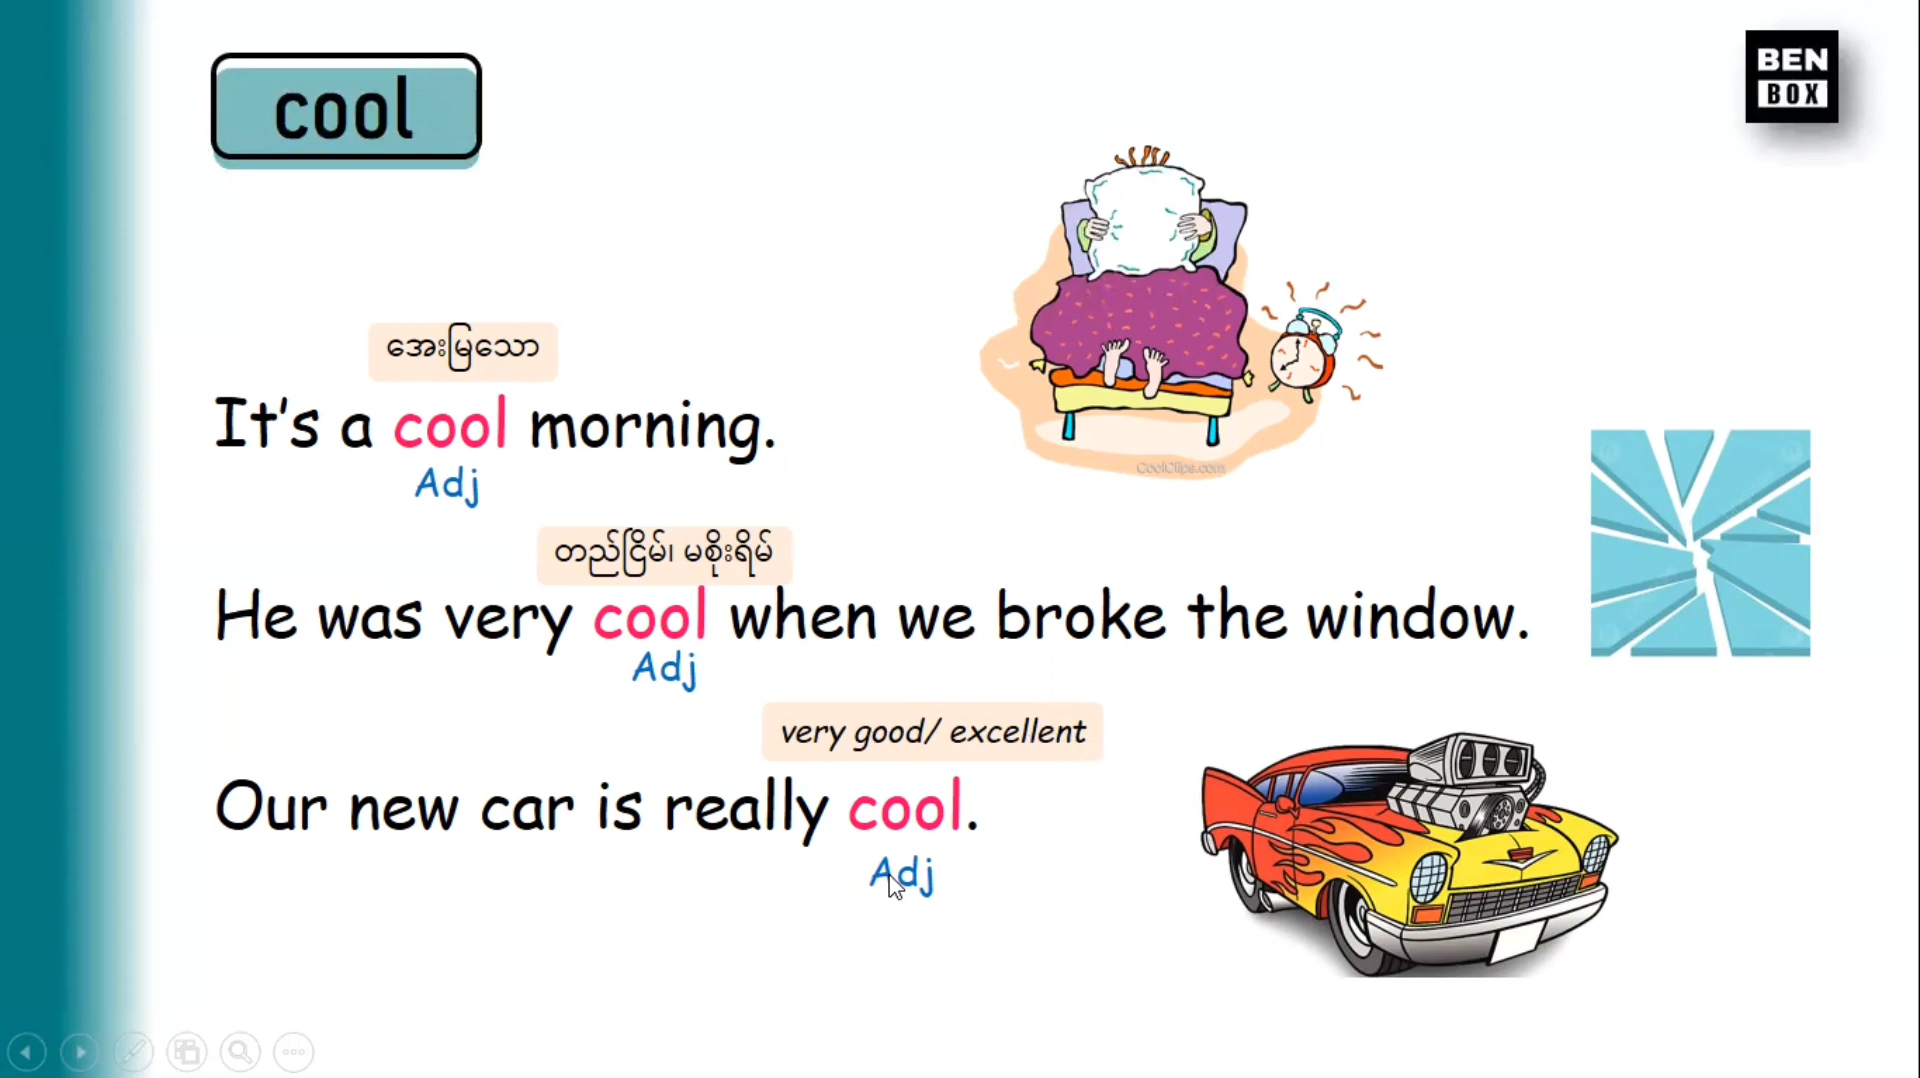 cool
BEN
BOX
အေးမြသော
It's a cool morning.
Adj
CoolClips.com
တည်ငြိမ်၊ မစိုးရိမ်
He was very cool when we broke the window.
Adj
very good/ excellent
Our new car is really cool.
Adj